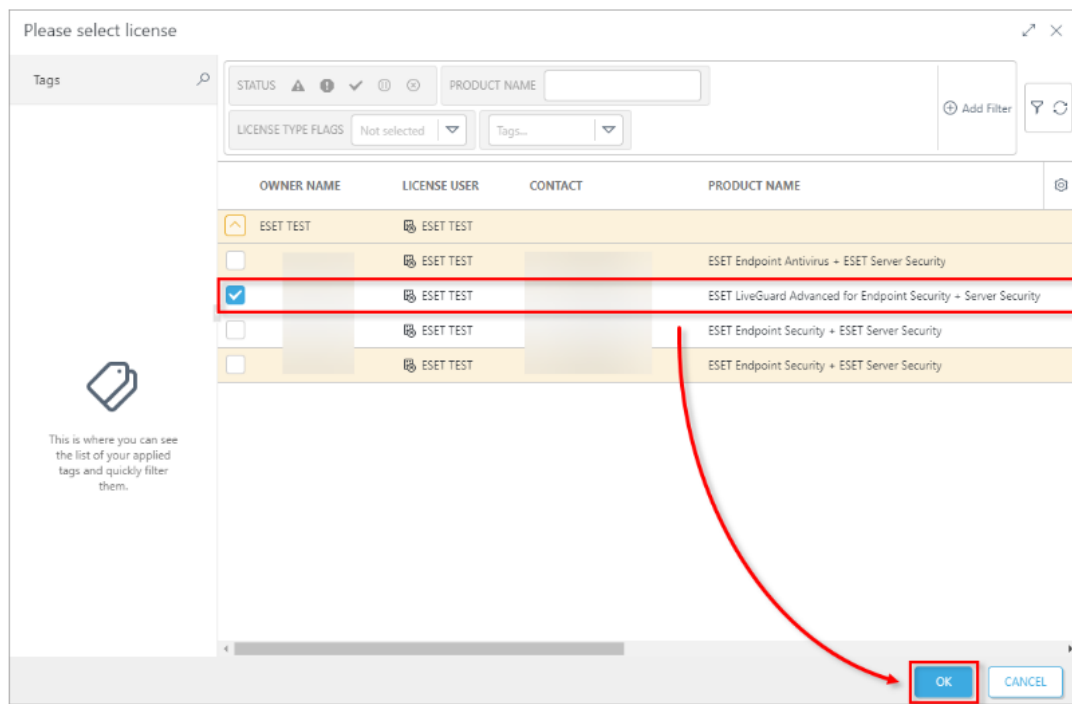 Please select license
Tags
STATUS
PRODUCT NAME
Add Filter
LICENSE TYPE FLAGS
Not selected
Tags...
OWNER NAME LICENSE USER CONTACT PRODUCT NAME
ESET TEST ESET TEST
ESET TEST ESET Endpoint Antivirus + ESET Server Security
ESET TEST ESET LiveGuard Advanced for Endpoint Security + Server Security
ESET TEST ESET Endpoint Security + ESET Server Security
ESET TEST ESET Endpoint Security + ESET Server Security
This is where you can see
the list of your applied
tags and quickly filter
them.
OK CANCEL